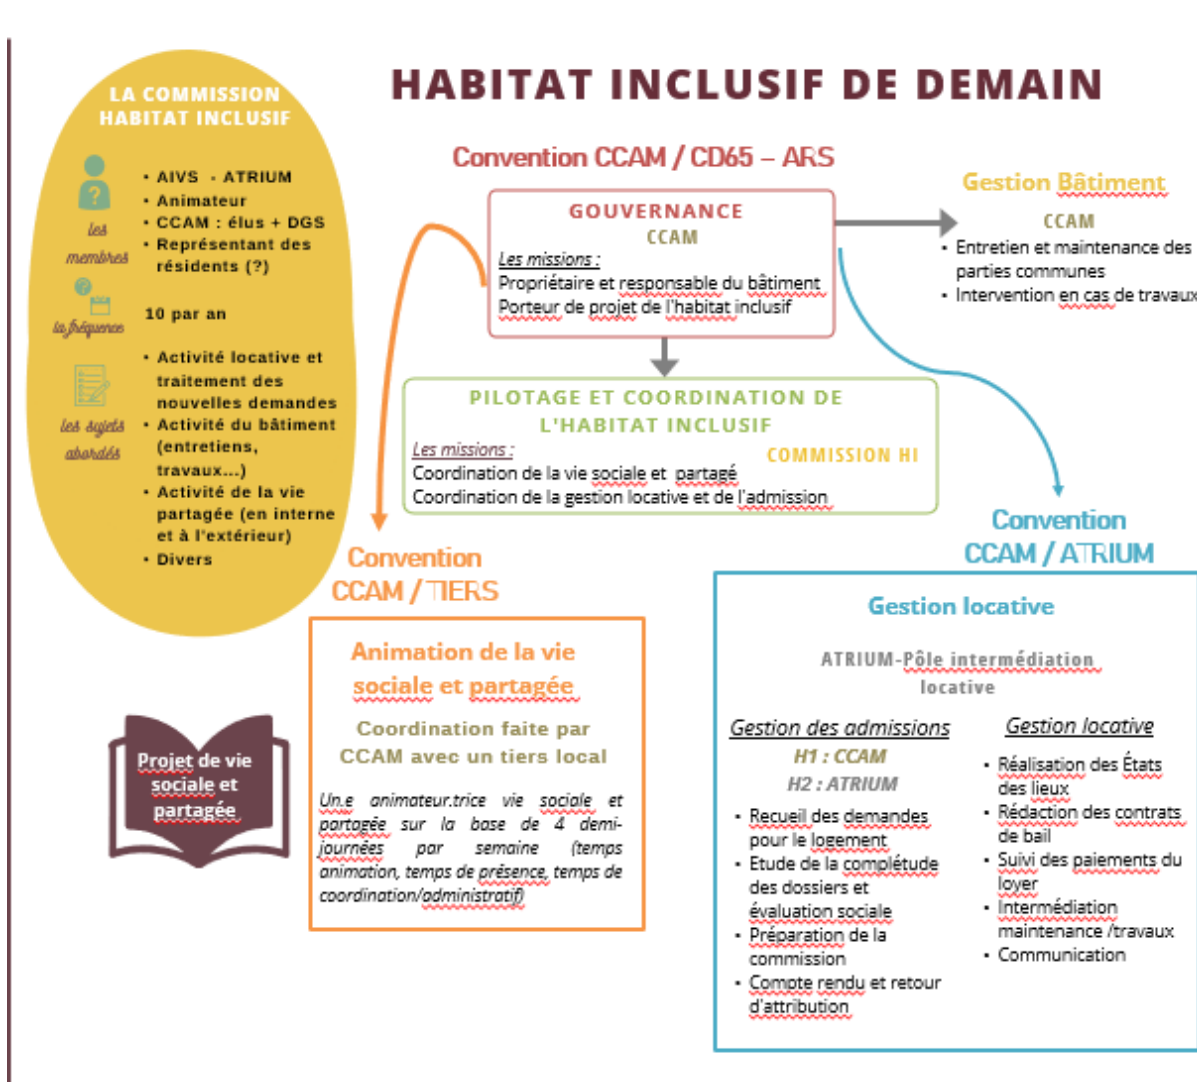 HABITAT INCLUSIF DE DEMAIN
LA COMMISSION
HABITAT INCLUSIF
les
membres
• AIVS - ATRIUM
• Animateur
• CCAM : élus + DGS
• Représentant des
résidents (?)
la fréquence
10 par an
les sujets
abordés
• Activité locative et
traitement des
nouvelles demandes
• Activité du bâtiment
(entretiens,
travaux...)
• Activité de la vie
partagée (en interne
et à l'extérieur)
• Divers
Convention CCAM / CD65 – ARS
GOUVERNANCE
CCAM
Les missions :
Propriétaire et responsable du bâtiment
Porteur de projet de l'habitat inclusif
Gestion Bâtiment
CCAM
• Entretien et maintenance des
parties communes
• Intervention en cas de travaux
PILOTAGE ET COORDINATION DE
L'HABITAT INCLUSIF
Les missions :
COMMISSION HI
Coordination de la vie sociale et partagé
Coordination de la gestion locative et de l'admission
Convention
CCAM / TIERS
Animation de la vie
sociale et partagée
Coordination faite par
CCAM avec un tiers local
Un.e animateur.trice vie sociale et
partagée sur la base de 4 demi-
journées par semaine (temps
animation, temps de présence, temps de
coordination/administratif)
Projet de vie
sociale et
partagée
Convention
CCAM / ATRIUM
Gestion locative
ATRIUM-Pôle intermédiation
locative
Gestion des admissions
H1 : CCAM
H2 : ATRIUM
• Recueil des demandes
pour le logement
• Etude de la complétude
des dossiers et
évaluation sociale
• Préparation de la
commission
• Compte rendu et retour
d'attribution
Gestion locative
• Réalisation des États
des lieux
• Rédaction des contrats
de bail
• Suivi des paiements du
loyer
• Intermédiation
maintenance /travaux
• Communication